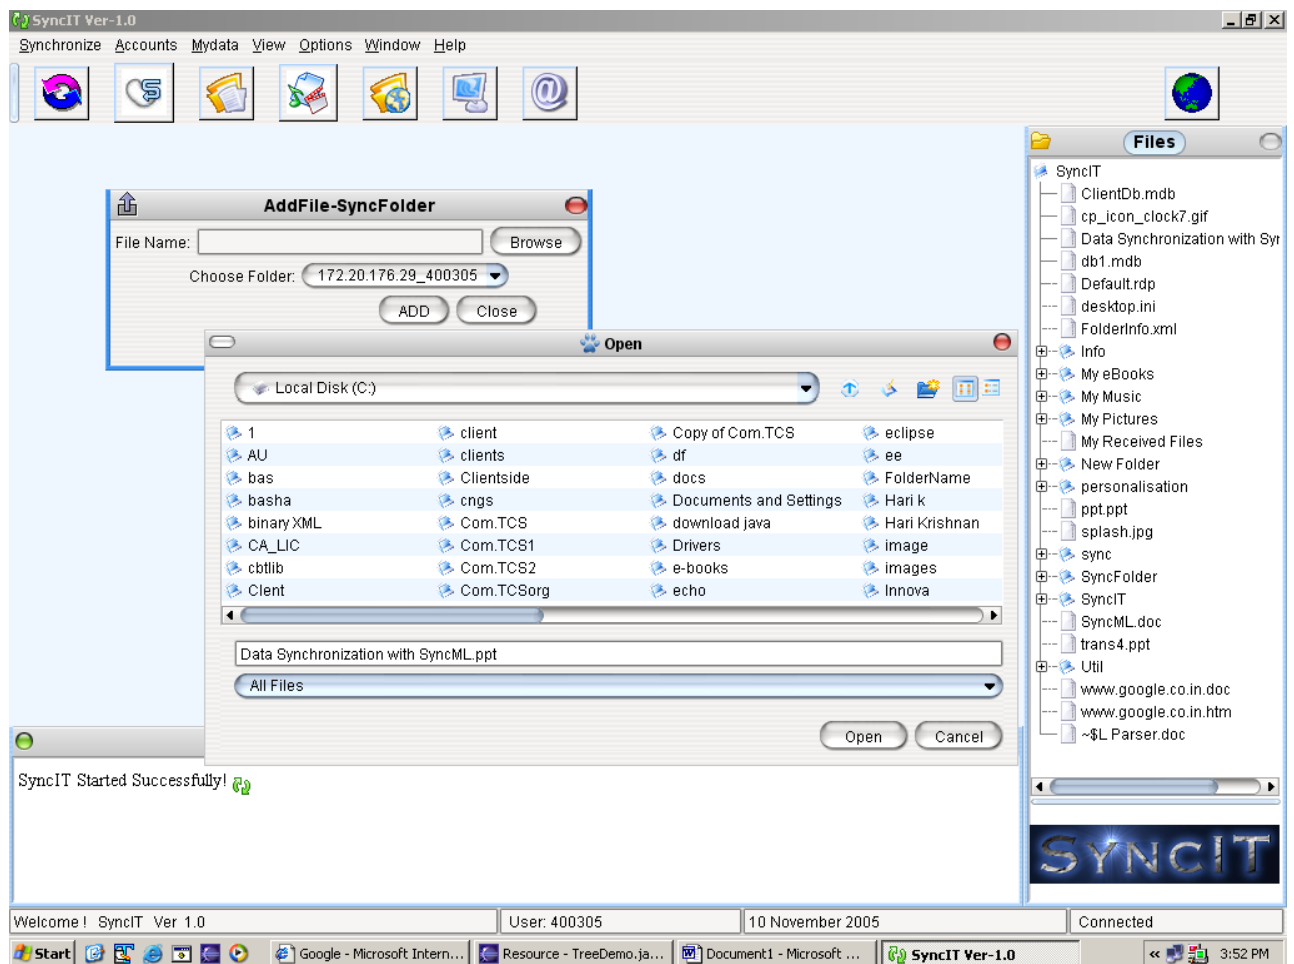 SyncIT Ver-1.0
Synchronize Accounts Mydata View Options Window Help
Files
SyncIT
ClientDb.mdb
cp_icon_clock7.gif
Data Synchronization with Syn
db1.mdb
Default.rdp
desktop.ini
FolderInfo.xml
Info
My eBooks
My Music
My Pictures
My Received Files
New Folder
personalisation
ppt.ppt
splash.jpg
sync
SyncFolder
SyncIT
SyncML.doc
trans4.ppt
Util
www.google.co.in.doc
www.google.co.in.htm
~$L Parser.doc
SYNCIT
AddFile-SyncFolder
File Name: Browse
Choose Folder: 172.20.176.29_400305
ADD Close
Open
Local Disk (C:)
1 client Copy of Com.TCS eclipse
AU clients df ee
bas Clientside docs FolderName
basha cngs Documents and Settings Hari k
binary XML Com.TCS download java Hari Krishnan
CA_LIC Com.TCS1 Drivers image
cbtlib Com.TCS2 e-books images
Clent Com.TCSorg echo Innova
Data Synchronization with SyncML.ppt
All Files
Open Cancel
SyncIT Started Successfully!
Welcome ! SyncIT Ver 1.0 User: 400305 10 November 2005 Connected
Start Google - Microsoft Intern... Resource - TreeDemo.ja... Document1 - Microsoft ... SyncIT Ver-1.0 « 3:52 PM